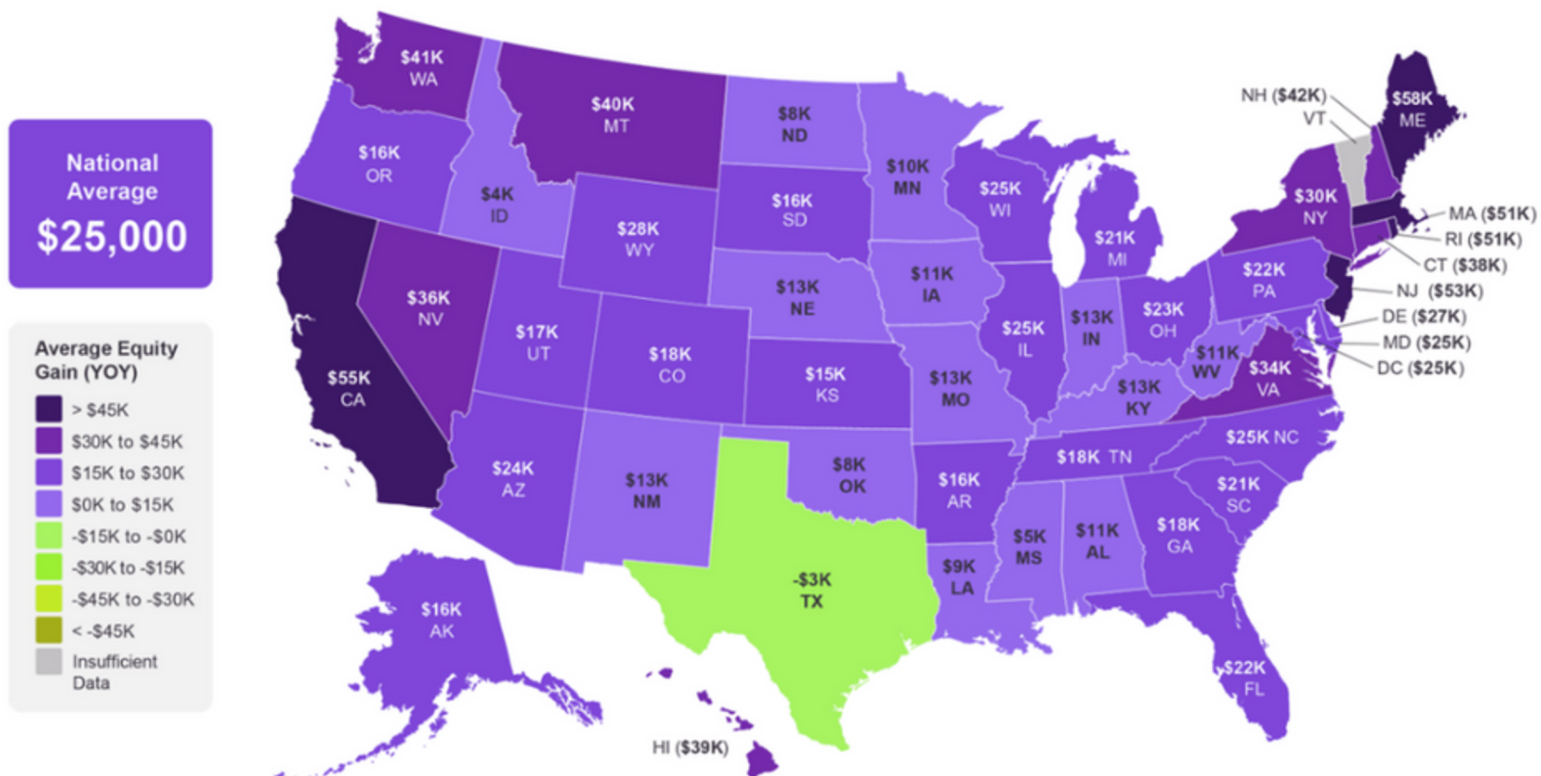 National
Average
$25,000
Average Equity
Gain (YOY)
> $45K
$30K to $45K
$15K to $30K
$0K to $15K
-$15K to -$0K
-$30K to -$15K
-$45K to -$30K
< -$45K
Insufficient
Data
$41K
WA
$16K
OR
$4K
ID
$40K
MT
$8K
ND
$10K
MN
$25K
WI
$21K
MI
NH ($42K)
VT
$58K
ME
$30K
NY
MA ($51K)
RI ($51K)
CT ($38K)
NJ ($53K)
DE ($27K)
MD ($25K)
DC ($25K)
$28K
WY
$16K
SD
$13K
NE
$11K
IA
$22K
PA
$55K
CA
$36K
NV
$17K
UT
$18K
CO
$15K
KS
$13K
MO
$25K
IL
$13K
IN
$23K
OH
$11K
WV
$13K
KY
$34K
VA
$25K NC
$18K TN
$21K
SC
$24K
AZ
$13K
NM
$8K
OK
$16K
AR
$5K
MS
$11K
AL
$18K
GA
-$3K
TX
$9K
LA
$22K
FL
$16K
AK
HI ($39K)